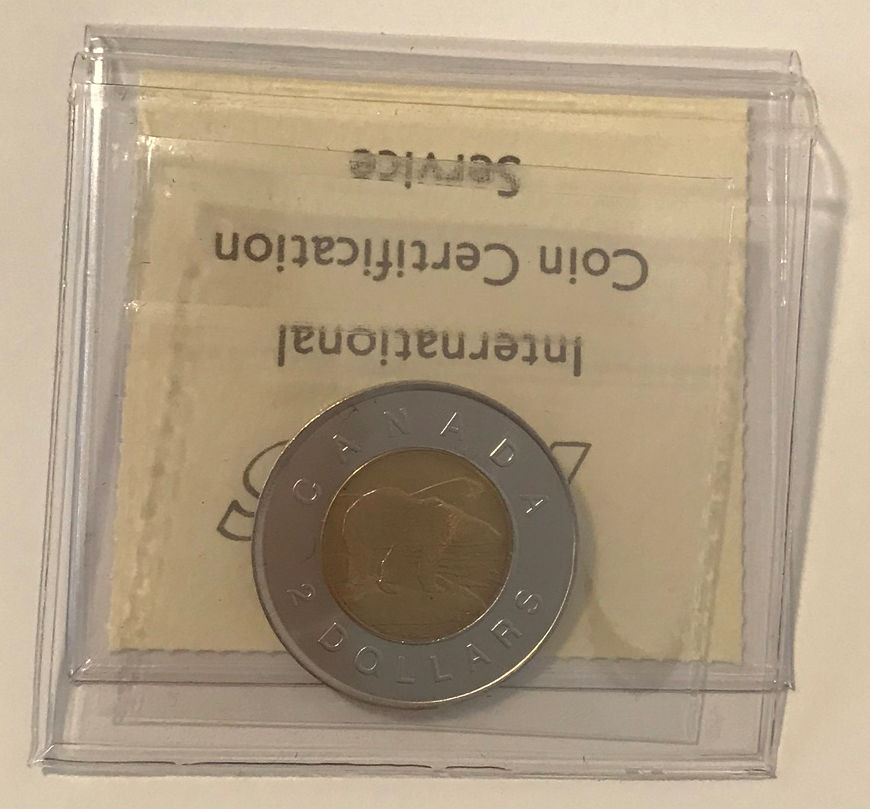 International
Coin Certification
Service
CANADA
2 DOLLARS